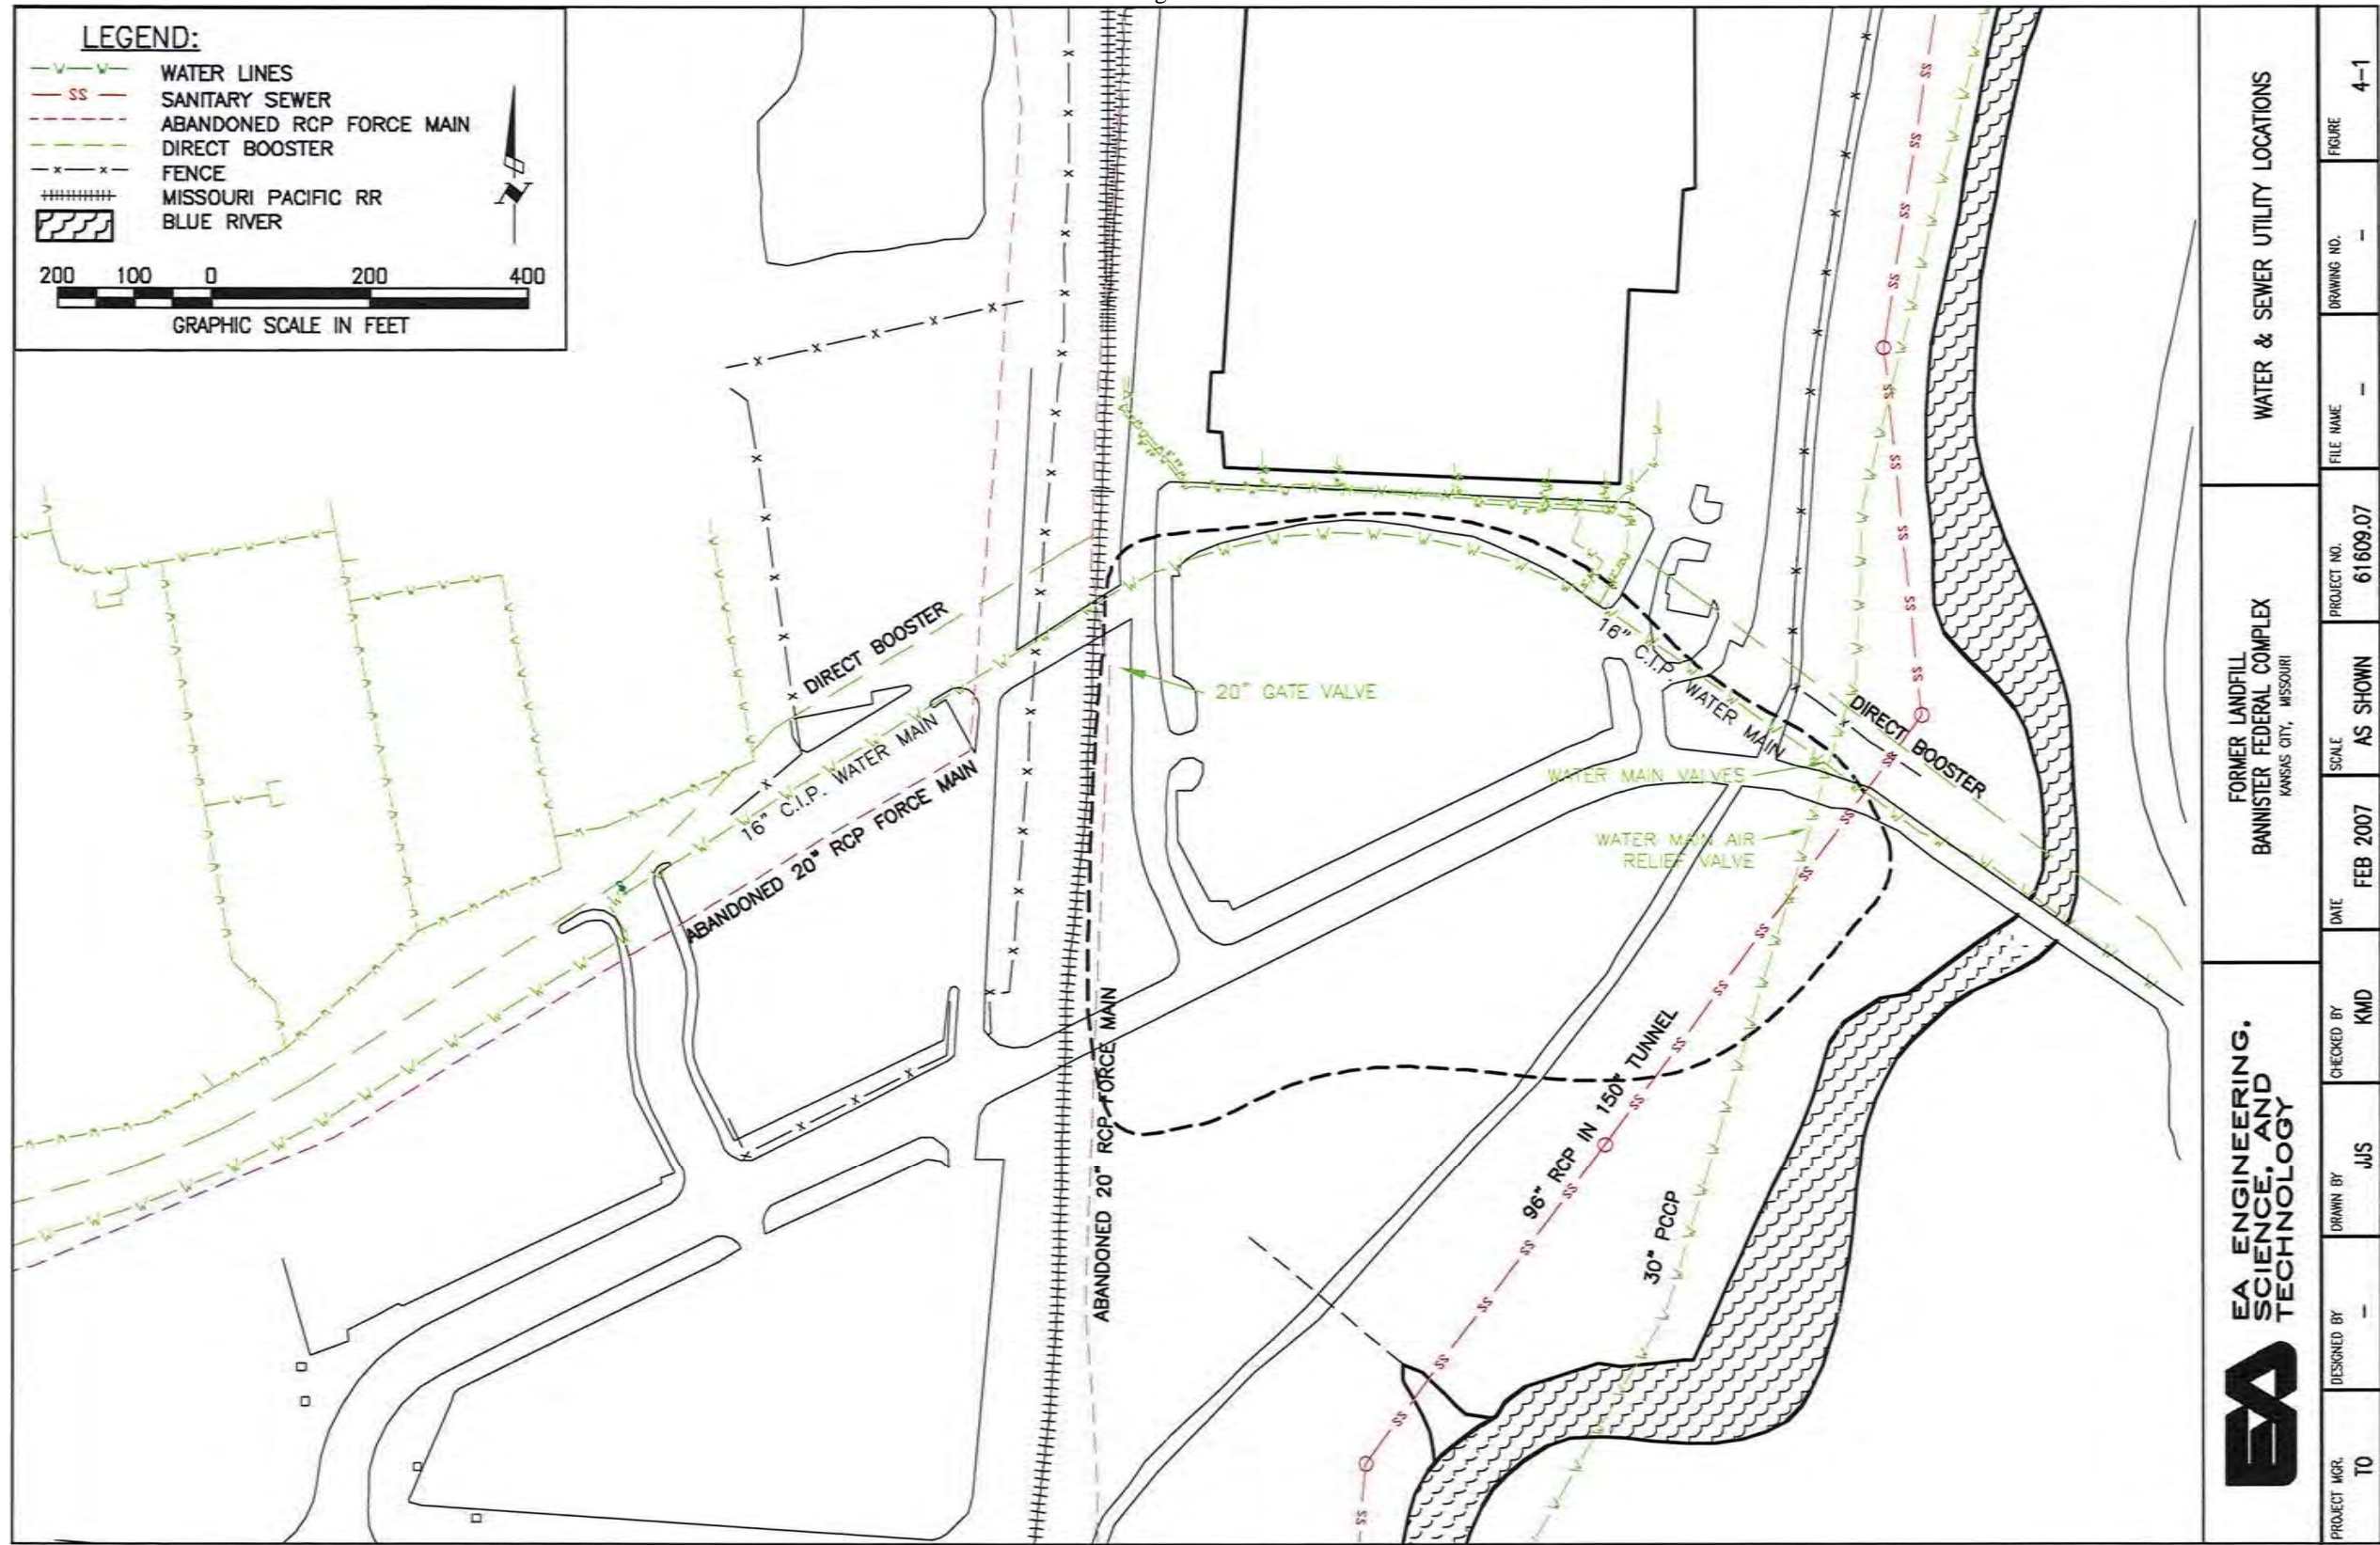 LEGEND:
WATER LINES
SS SANITARY SEWER
ABANDONED RCP FORCE MAIN
DIRECT BOOSTER
FENCE
MISSOURI PACIFIC RR
BLUE RIVER
N
200 100 0 200 400
GRAPHIC SCALE IN FEET
DIRECT BOOSTER
16" C.I.P. WATER MAIN
ABANDONED 20" RCP FORCE MAIN
20" GATE VALVE
16" C.I.P. WATER MAIN
DIRECT BOOSTER
WATER MAIN VALVES
WATER MAIN AIR
RELIEF VALVE
ABANDONED 20" RCP FORCE MAIN
96" RCP IN 150" TUNNEL
30" PCCP
WATER & SEWER UTILITY LOCATIONS
FORMER LANDFILL
BANNISTER FEDERAL COMPLEX
KANSAS CITY, MISSOURI
EA
EA ENGINEERING,
SCIENCE, AND
TECHNOLOGY
PROJECT MGR.
TO
DESIGNED BY
-
DRAWN BY
JJS
CHECKED BY
KMD
DATE
FEB 2007
SCALE
AS SHOWN
PROJECT NO.
61609.07
FILE NAME
-
DRAWING NO.
-
FIGURE
4-1